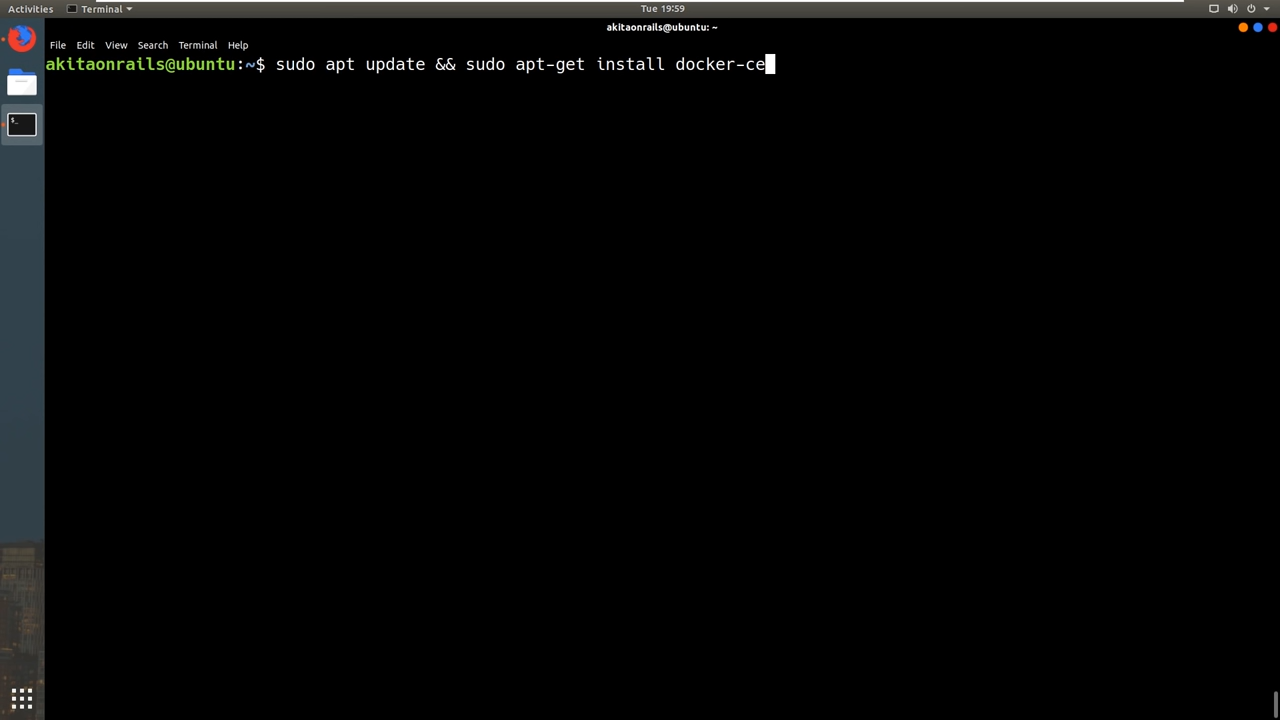 Activities Terminal Tue 19:59
akitaonrails@ubuntu: ~
File Edit View Search Terminal Help
akitaonrails@ubuntu:~$ sudo apt update && sudo apt-get install docker-ce
$_